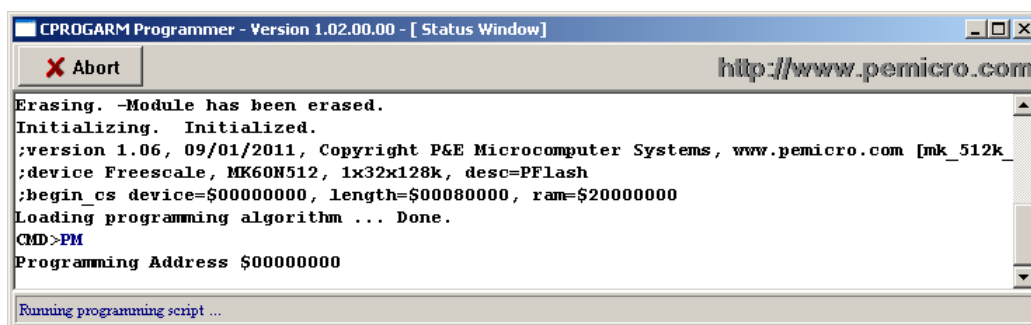 CPROGARM Programmer - Version 1.02.00.00 - [ Status Window]
Abort
http://www.pemicro.com
Erasing. -Module has been erased.
Initializing. Initialized.
;version 1.06, 09/01/2011, Copyright P&E Microcomputer Systems, www.pemicro.com [mk_512k_
;device Freescale, MK60N512, 1x32x128k, desc=PFlash
;begin_cs device=$00000000, length=$00080000, ram=$20000000
Loading programming algorithm ... Done.
CMD>PM
Programming Address $00000000
Running programming script ...